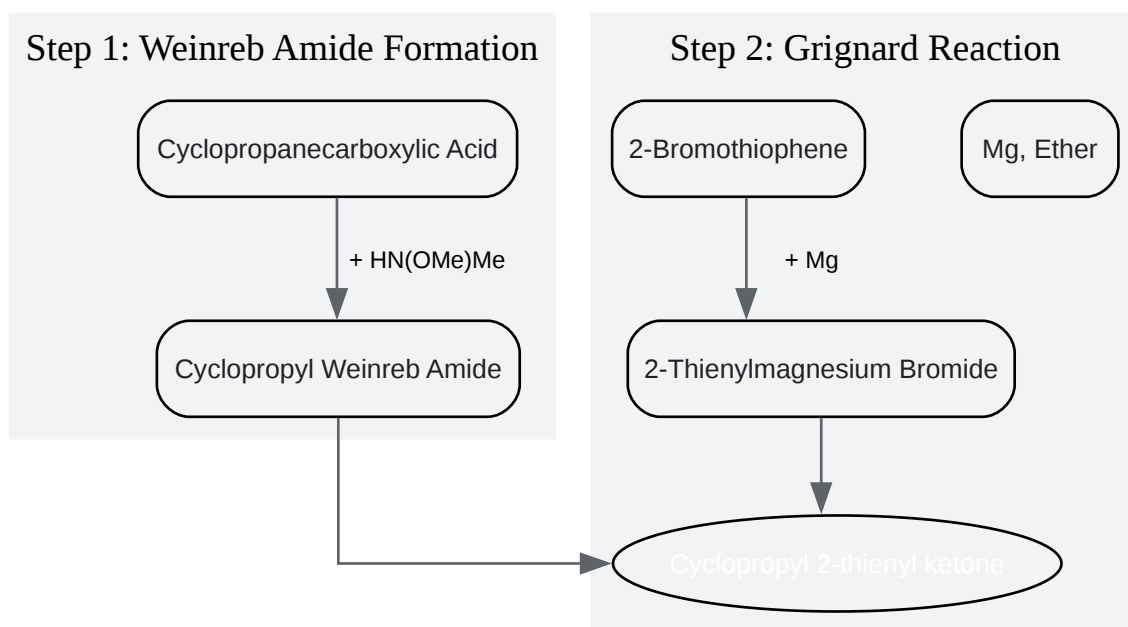 Step 1: Weinreb Amide Formation
Cyclopropanecarboxylic Acid
+ HN(OMe)Me
Cyclopropyl Weinreb Amide
Step 2: Grignard Reaction
2-Bromothiophene
Mg, Ether
+ Mg
2-Thienylmagnesium Bromide
Cyclopropyl 2-thienyl ketone